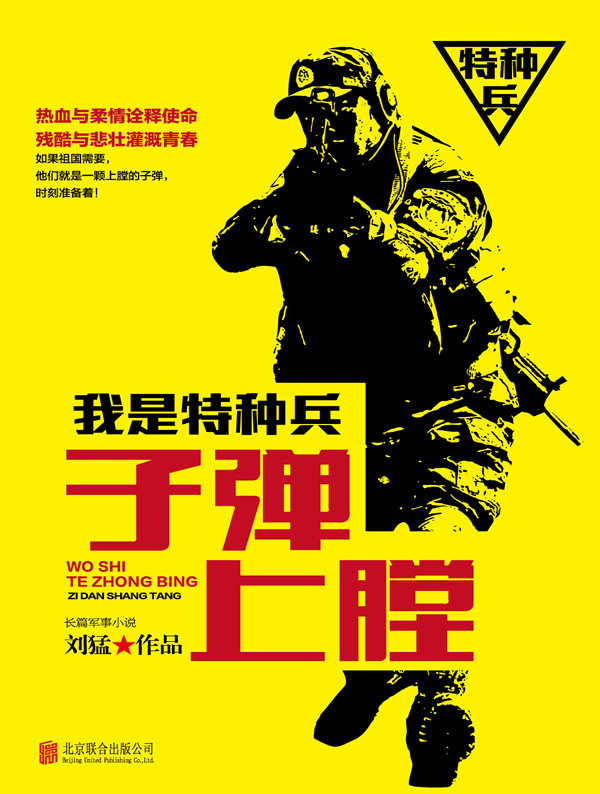 特种
兵
热血与柔情诠释使命
残酷与悲壮灌溉青春
如果祖国需要，
他们就是一颗上膛的子弹，
时刻准备着！
我是特种兵
子弹
上膛
WO SHI
TE ZHONG BING
ZI DAN SHANG TANG
长篇军事小说
刘猛★作品
北京联合出版公司
Beijing United Publishing Co.,Ltd.